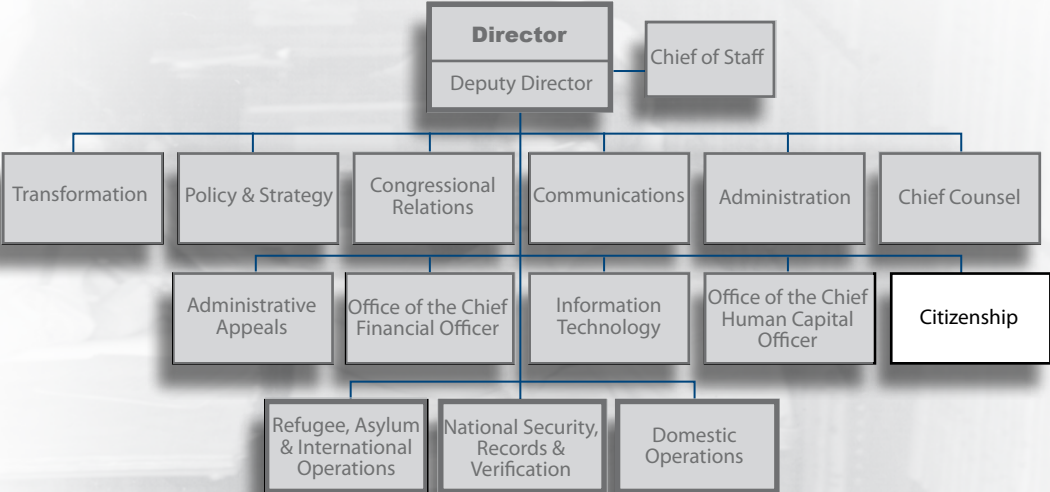 Director
Deputy Director
Chief of Staff
Transformation
Policy & Strategy
Congressional
Relations
Communications
Administration
Chief Counsel
Administrative
Appeals
Office of the Chief
Financial Officer
Information
Technology
Office of the Chief
Human Capital
Officer
Citizenship
Refugee, Asylum
& International
Operations
National Security,
Records &
Verification
Domestic
Operations